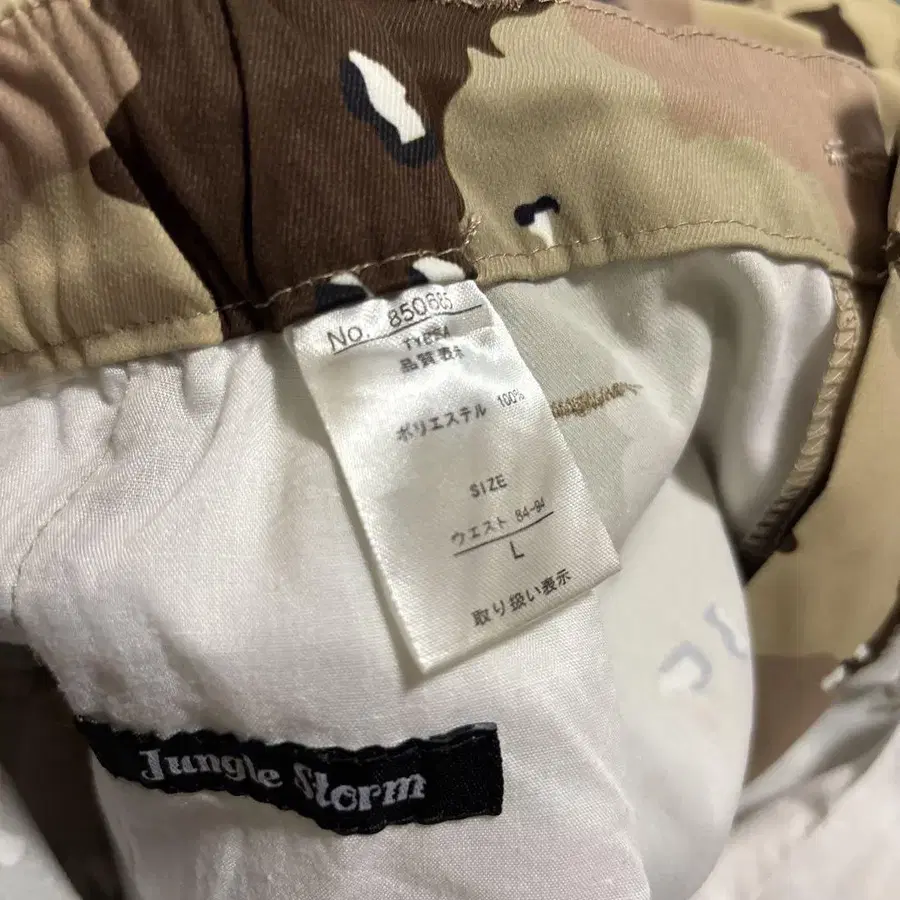 No. 850685
品質表示
ポリエステル 100%
SIZE
ウエスト 84-94
L
取り扱い表示
Jungle Storm